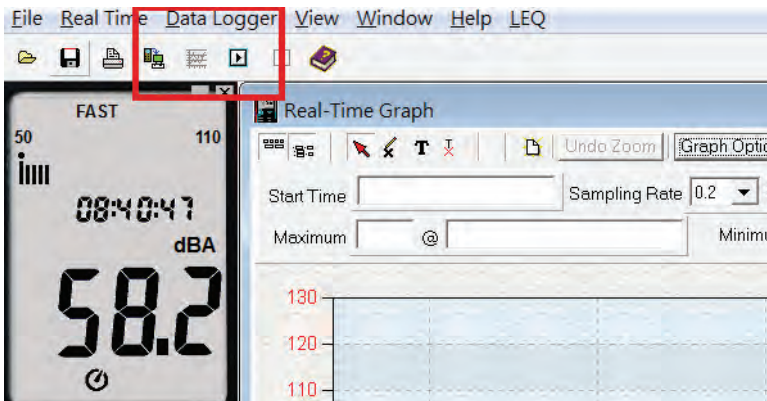 File Real Time Data Logger View Window Help LEQ
FAST
50 110
08:40:47
dBA
58.2
Real-Time Graph
T T Undo Zoom Graph Optio
Start Time Sampling Rate 0.2
Maximum @ Minimu
130
120
110